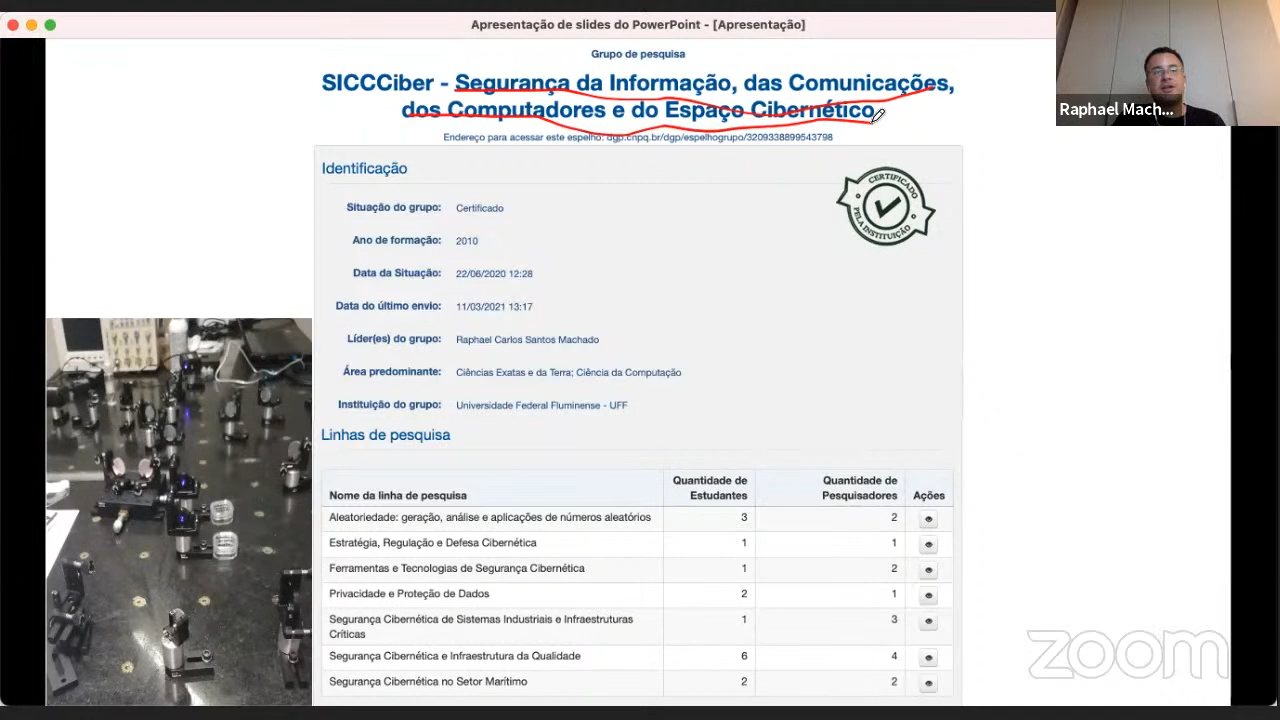 Apresentação de slides do PowerPoint - [Apresentação]
Raphael Mach...
Grupo de pesquisa
SICCCiber - Segurança da Informação, das Comunicações,
dos Computadores e do Espaço Cibernético
Endereço para acessar este espelho: dgp.cnpq.br/dgp/espelhogrupo/3209338899543798
Identificação
CERTIFICADO
PELA INSTITUIÇÃO
Situação do grupo: Certificado
Ano de formação: 2010
Data da Situação: 22/06/2020 12:28
Data do último envio: 11/03/2021 13:17
Líder(es) do grupo: Raphael Carlos Santos Machado
Área predominante: Ciências Exatas e da Terra; Ciência da Computação
Instituição do grupo: Universidade Federal Fluminense - UFF
Linhas de pesquisa
Nome da linha de pesquisa Quantidade de Estudantes Quantidade de Pesquisadores Ações
Aleatoriedade: geração, análise e aplicações de números aleatórios 3 2
Estratégia, Regulação e Defesa Cibernética 1 1
Ferramentas e Tecnologias de Segurança Cibernética 1 2
Privacidade e Proteção de Dados 2 1
Segurança Cibernética de Sistemas Industriais e Infraestruturas
Críticas 1 3
Segurança Cibernética e Infraestrutura da Qualidade 6 4
Segurança Cibernética no Setor Marítimo 2 2
zoom